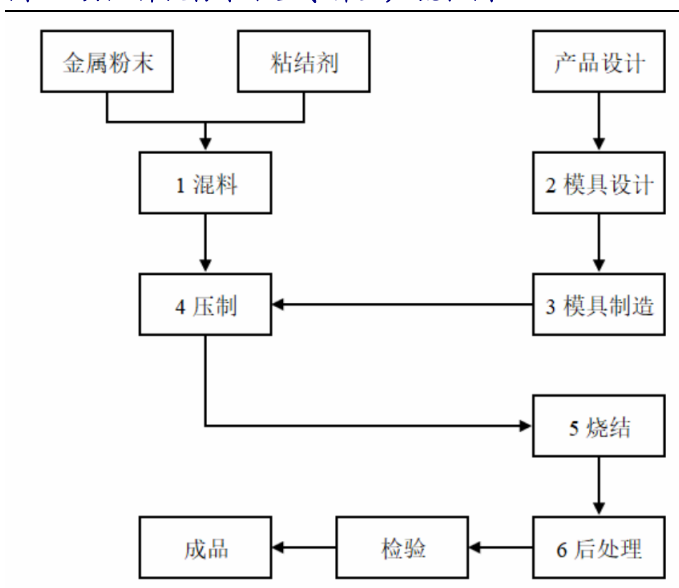 金属粉末 粘结剂 产品设计
1 混料 2 模具设计
4 压制 3 模具制造
5 烧结
成品 检验 6 后处理